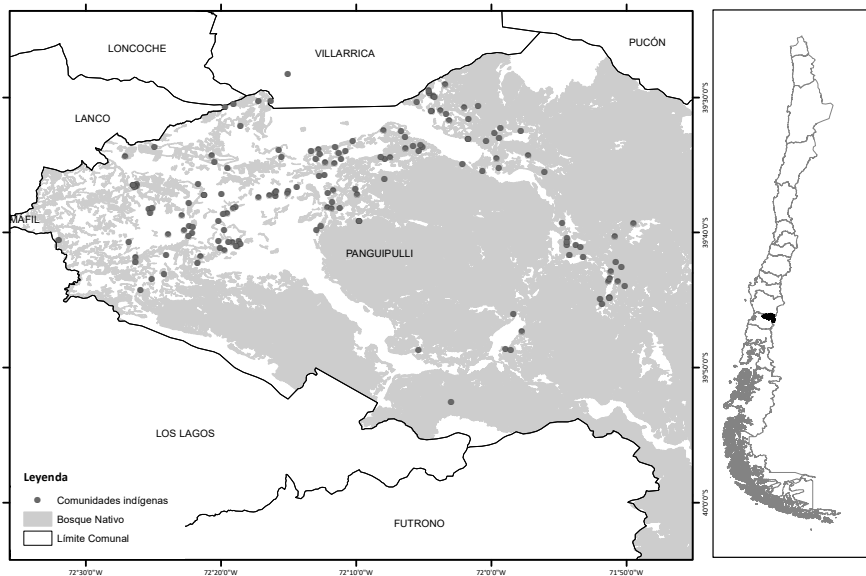 LONCOCHE
VILLARRICA
PUCÓN
LANCO
MAFIL
PANGUIPULLI
LOS LAGOS
FUTRONO
Leyenda
Comunidades indígenas
Bosque Nativo
Límite Comunal
39°30'0"S
39°40'0"S
39°50'0"S
40°0'0"S
72°30'0"W
72°20'0"W
72°10'0"W
72°0'0"W
71°50'0"W